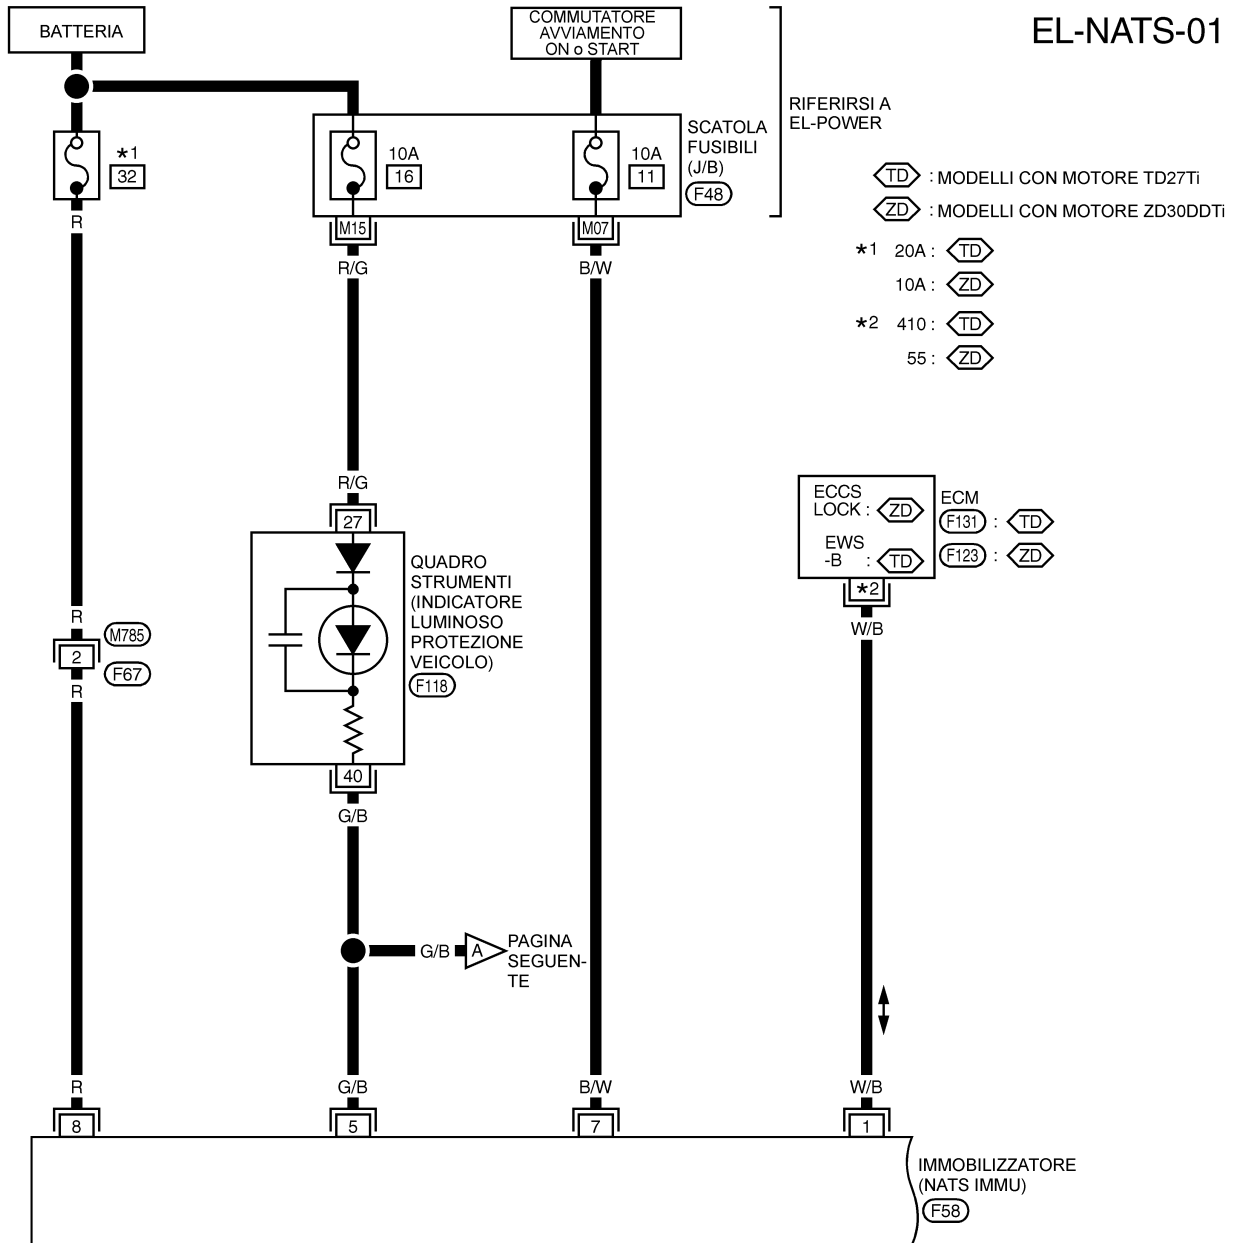 BATTERIA
COMMUTATORE
AVVIAMENTO
ON o START
EL-NATS-01
RIFERIRSI A
EL-POWER
SCATOLA
FUSIBILI
(J/B)
F48
*1
32
10A
16
10A
11
TD : MODELLI CON MOTORE TD27Ti
ZD : MODELLI CON MOTORE ZD30DDTi
*1 20A : TD
10A : ZD
*2 410 : TD
55 : ZD
R
M15
M07
R/G
B/W
R/G
27
QUADRO
STRUMENTI
(INDICATORE
LUMINOSO
PROTEZIONE
VEICOLO)
F118
ECCS
LOCK : ZD
EWS
-B : TD
ECM
F131 : TD
F123 : ZD
*2
W/B
R
M785
2
F67
R
40
G/B
G/B
A
PAGINA
SEGUEN-
TE
R
G/B
B/W
W/B
8
5
7
1
IMMOBILIZZATORE
(NATS IMMU)
F58